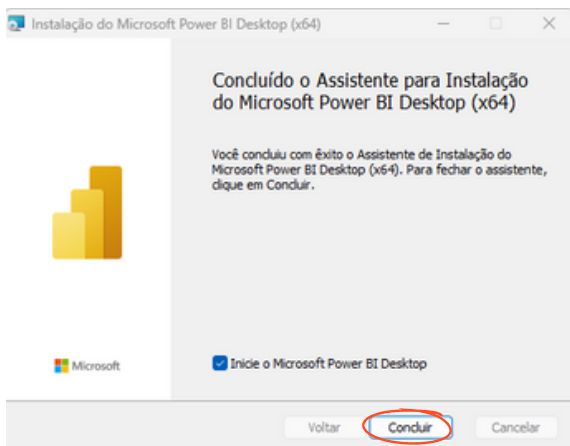 Instalação do Microsoft Power BI Desktop (x64)
Concluído o Assistente para Instalação
do Microsoft Power BI Desktop (x64)
Você concluiu com êxito o Assistente de Instalação do
Microsoft Power BI Desktop (x64). Para fechar o assistente,
clique em Concluir.
Microsoft
Inicie o Microsoft Power BI Desktop
Voltar
Concluir
Cancelar